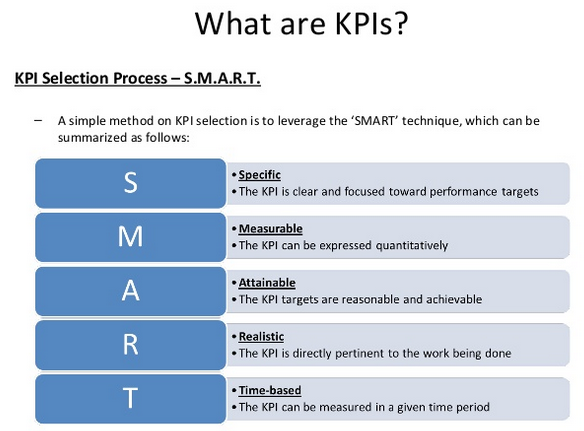 What are KPIs?
KPI Selection Process – S.M.A.R.T.
– A simple method on KPI selection is to leverage the ‘SMART’ technique, which can be
summarized as follows:
S
• Specific
• The KPI is clear and focused toward performance targets
M
• Measurable
• The KPI can be expressed quantitatively
A
• Attainable
• The KPI targets are reasonable and achievable
R
• Realistic
• The KPI is directly pertinent to the work being done
T
• Time-based
• The KPI can be measured in a given time period